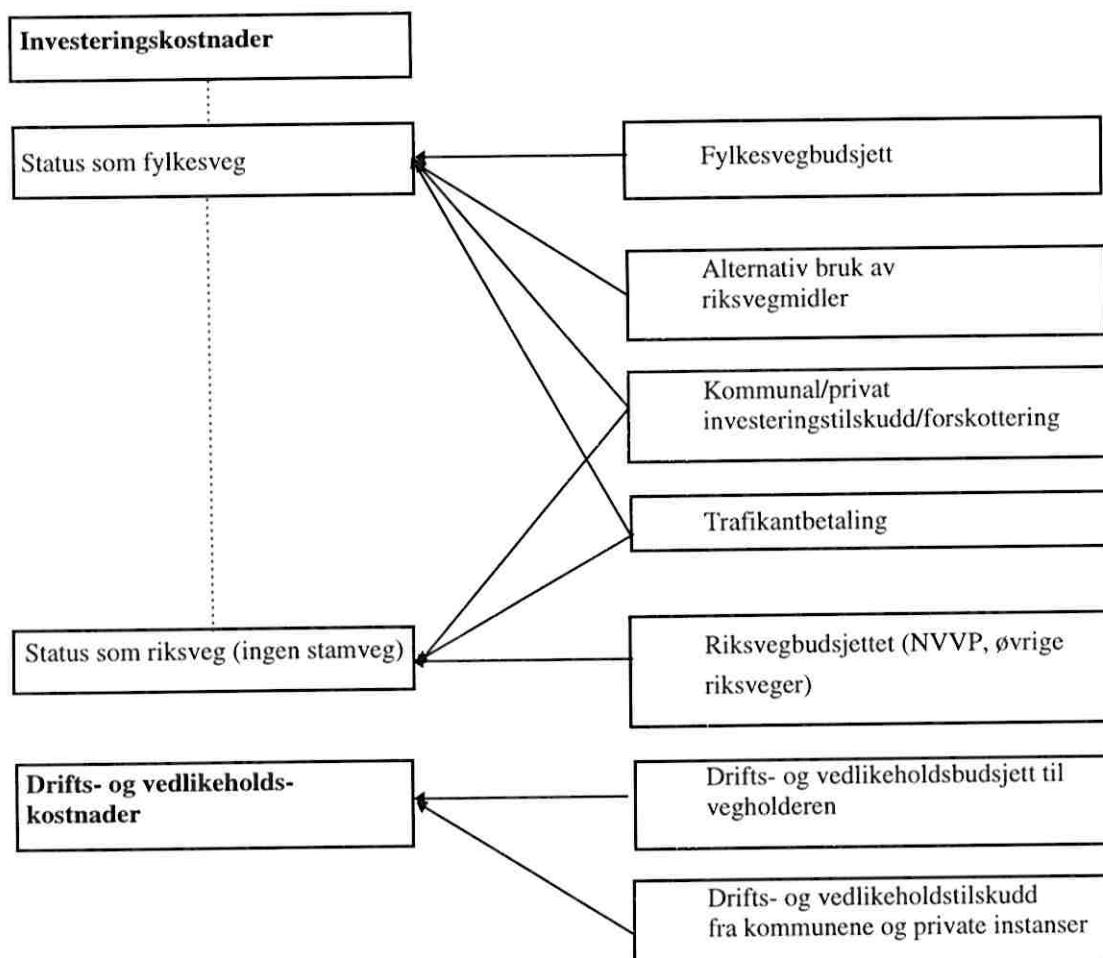 Investeringskostnader
Status som fylkesveg
Fylkesvegbudsjett
Alternativ bruk av
riksvegmidler
Kommunal/privat
investeringstilskudd/forskottering
Trafikantbetaling
Status som riksveg (ingen stamveg)
Riksvegbudsjettet (NVVP, øvrige
riksveger)
Drifts- og vedlikeholds-
kostnader
Drifts- og vedlikeholdsbudsjett til
vegholderen
Drifts- og vedlikeholdstilskudd
fra kommunene og private instanser